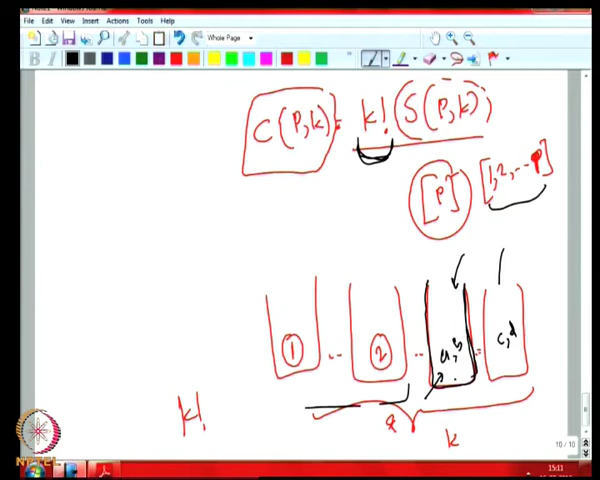 File Edit View Insert Actions Tools Help
Whole Page
B
C(P,k) = k! (S(P,k))
[P] [1,2,--P]
1 -- 2 -- a,b c,d
k! k
10 / 10
NPTEL
15:11